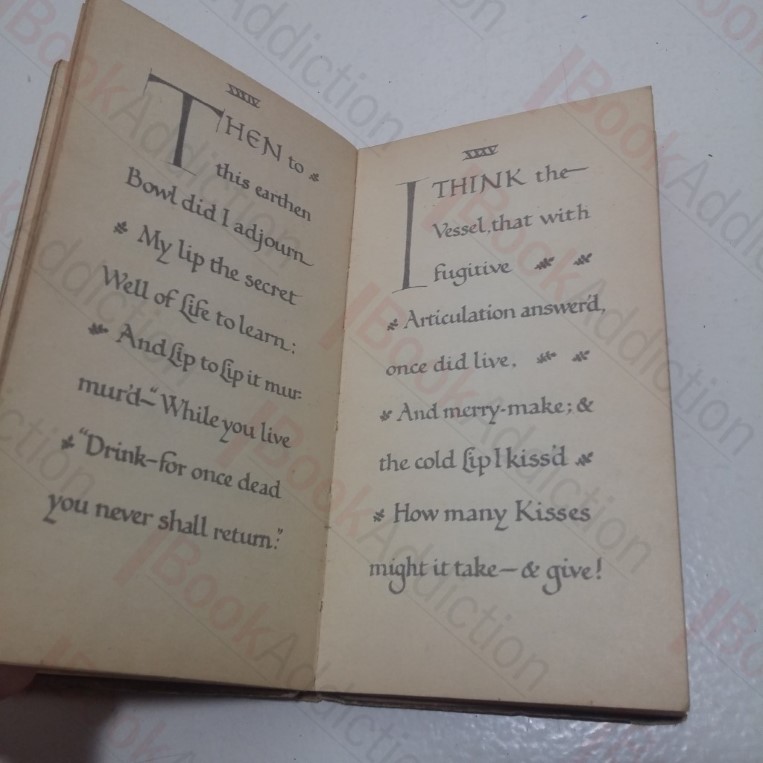 XXXIV
THEN to
this earthen
Bowl did I adjourn
My lip the secret
Well of Life to learn:
And Lip to Lip it mur-
mur'd—"While you live
"Drink—for once dead
you never shall return."
XXXV
I THINK the
Vessel, that with
fugitive
Articulation answer'd,
once did live,
And merry-make; &
the cold Lip I kiss'd
How many Kisses
might it take—& give!
IBookAddiction